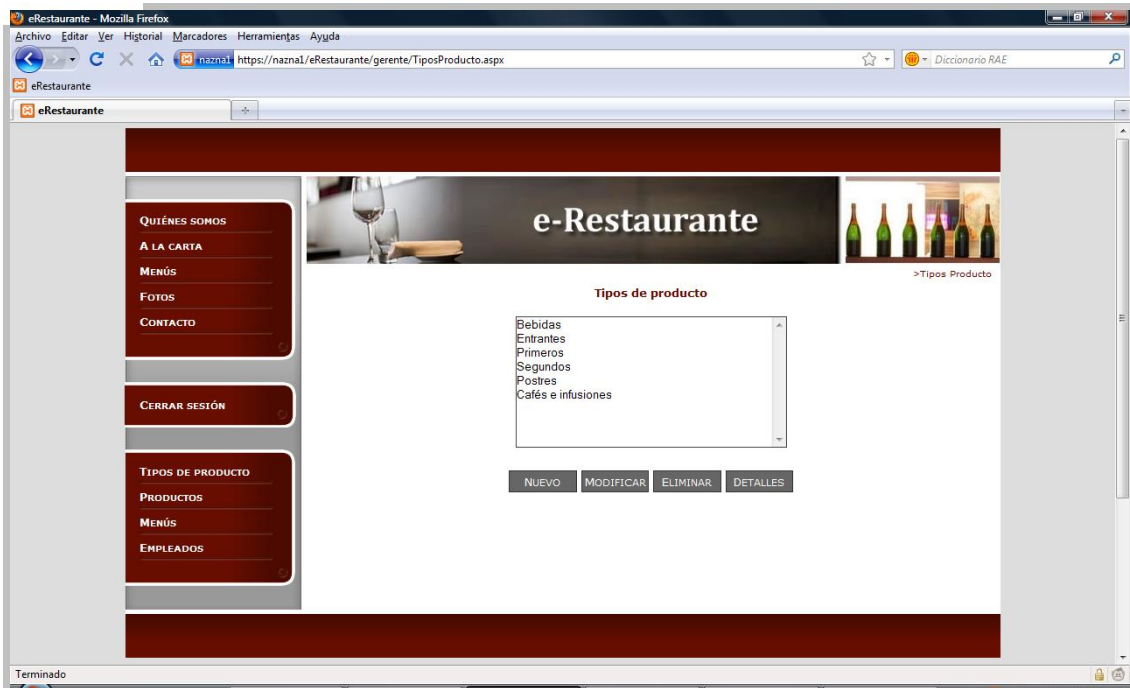 eRestaurante - Mozilla Firefox
Archivo Editar Ver Historial Marcadores Herramientas Ayuda
nazna1 https://nazna1/eRestaurante/gerente/TiposProducto.aspx
Diccionario RAE
eRestaurante
eRestaurante
e-Restaurante
>Tipos Producto
QUIÉNES SOMOS
A LA CARTA
MENÚS
FOTOS
CONTACTO
CERRAR SESIÓN
TIPOS DE PRODUCTO
PRODUCTOS
MENÚS
EMPLEADOS
Tipos de producto
Bebidas
Entrantes
Primeros
Segundos
Postres
Cafés e infusiones
NUEVO MODIFICAR ELIMINAR DETALLES
Terminado